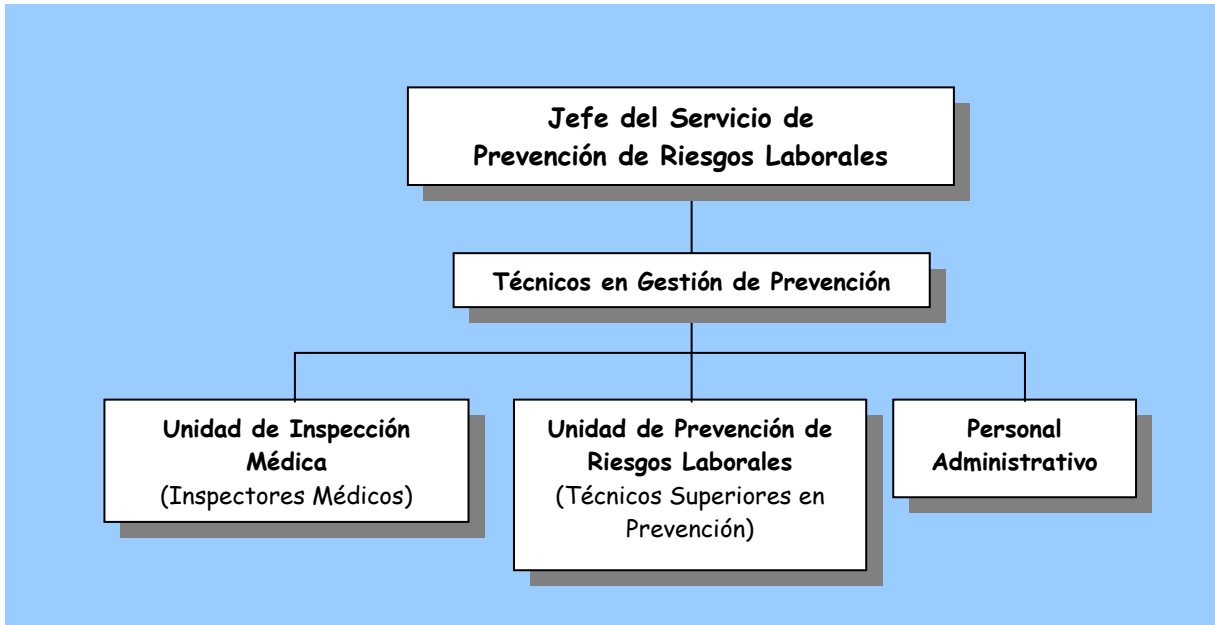 Jefe del Servicio de
Prevención de Riesgos Laborales
Técnicos en Gestión de Prevención
Unidad de Inspección
Médica
(Inspectores Médicos)
Unidad de Prevención de
Riesgos Laborales
(Técnicos Superiores en
Prevención)
Personal
Administrativo